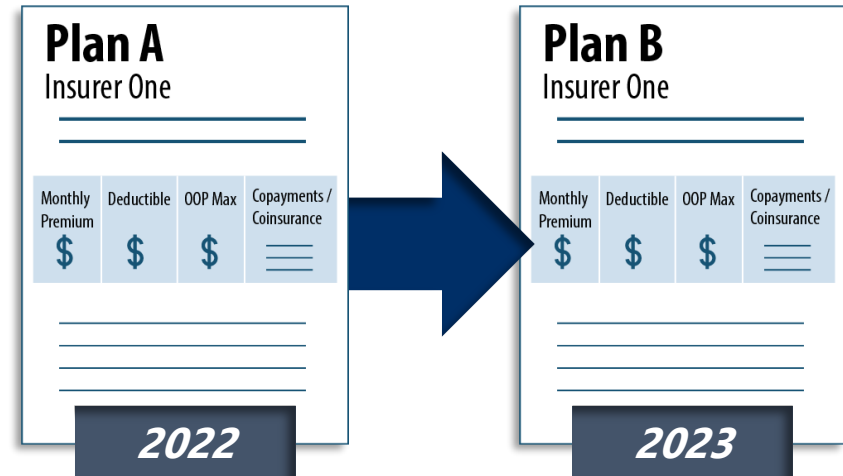 Plan A
Insurer One
Monthly Premium
Deductible
OOP Max
Copayments / Coinsurance
$
$
$
2022
Plan B
Insurer One
Monthly Premium
Deductible
OOP Max
Copayments / Coinsurance
$
$
$
2023